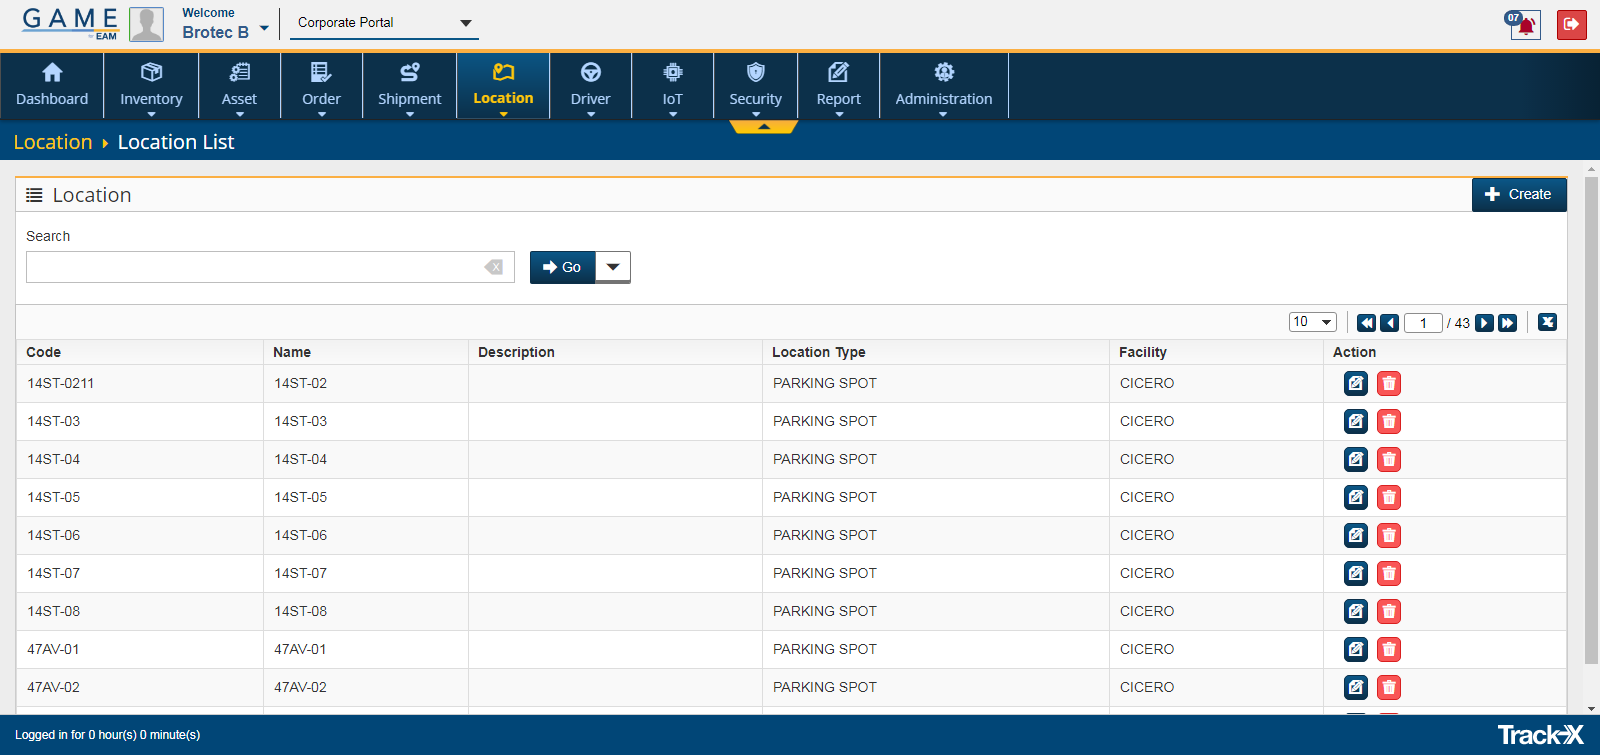 GAME
EAM
Welcome
Brotec B
Corporate Portal
07
Dashboard
Inventory
Asset
Order
Shipment
Location
Driver
IoT
Security
Report
Administration
Location Location List
Location
Create
Search
Go
10
1 / 43
Code Name Description Location Type Facility Action
14ST-0211 14ST-02 PARKING SPOT CICERO
14ST-03 14ST-03 PARKING SPOT CICERO
14ST-04 14ST-04 PARKING SPOT CICERO
14ST-05 14ST-05 PARKING SPOT CICERO
14ST-06 14ST-06 PARKING SPOT CICERO
14ST-07 14ST-07 PARKING SPOT CICERO
14ST-08 14ST-08 PARKING SPOT CICERO
47AV-01 47AV-01 PARKING SPOT CICERO
47AV-02 47AV-02 PARKING SPOT CICERO
Logged in for 0 hour(s) 0 minute(s)
Track-X